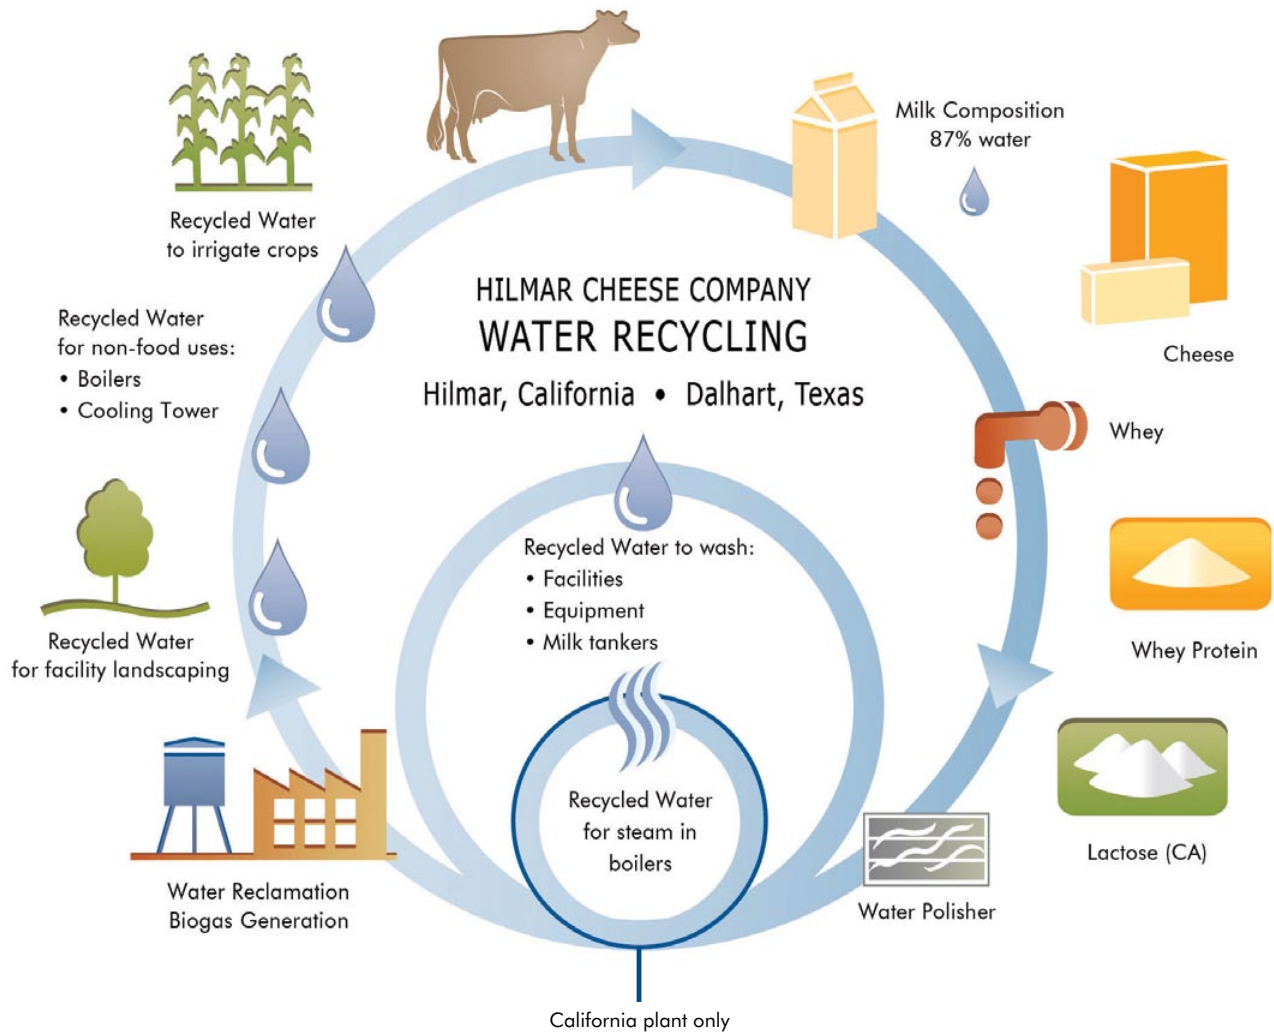 HILMAR CHEESE COMPANY
WATER RECYCLING
Hilmar, California • Dalhart, Texas
Milk Composition
87% water
Cheese
Whey
Whey Protein
Lactose (CA)
Water Polisher
Recycled Water to wash:
• Facilities
• Equipment
• Milk tankers
Recycled Water
for steam in
boilers
California plant only
Water Reclamation
Biogas Generation
Recycled Water
for facility landscaping
Recycled Water
for non-food uses:
• Boilers
• Cooling Tower
Recycled Water
to irrigate crops